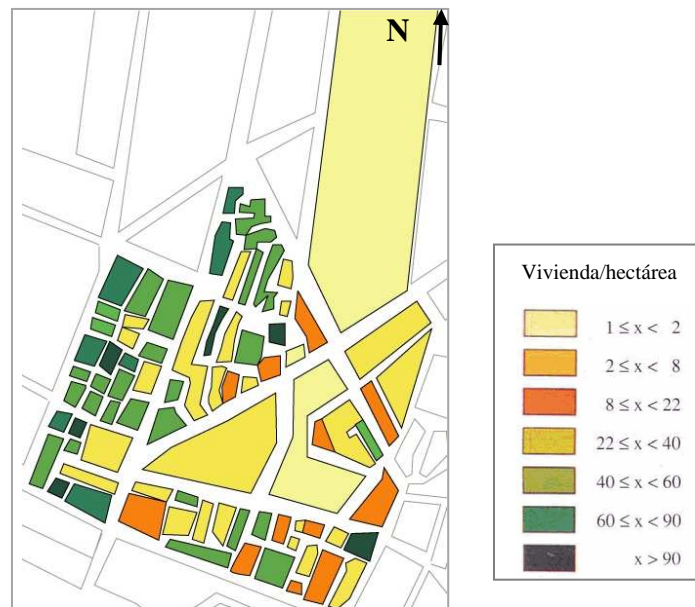 N
Vivienda/hectárea
1 ≤ x < 2
2 ≤ x < 8
8 ≤ x < 22
22 ≤ x < 40
40 ≤ x < 60
60 ≤ x < 90
x > 90